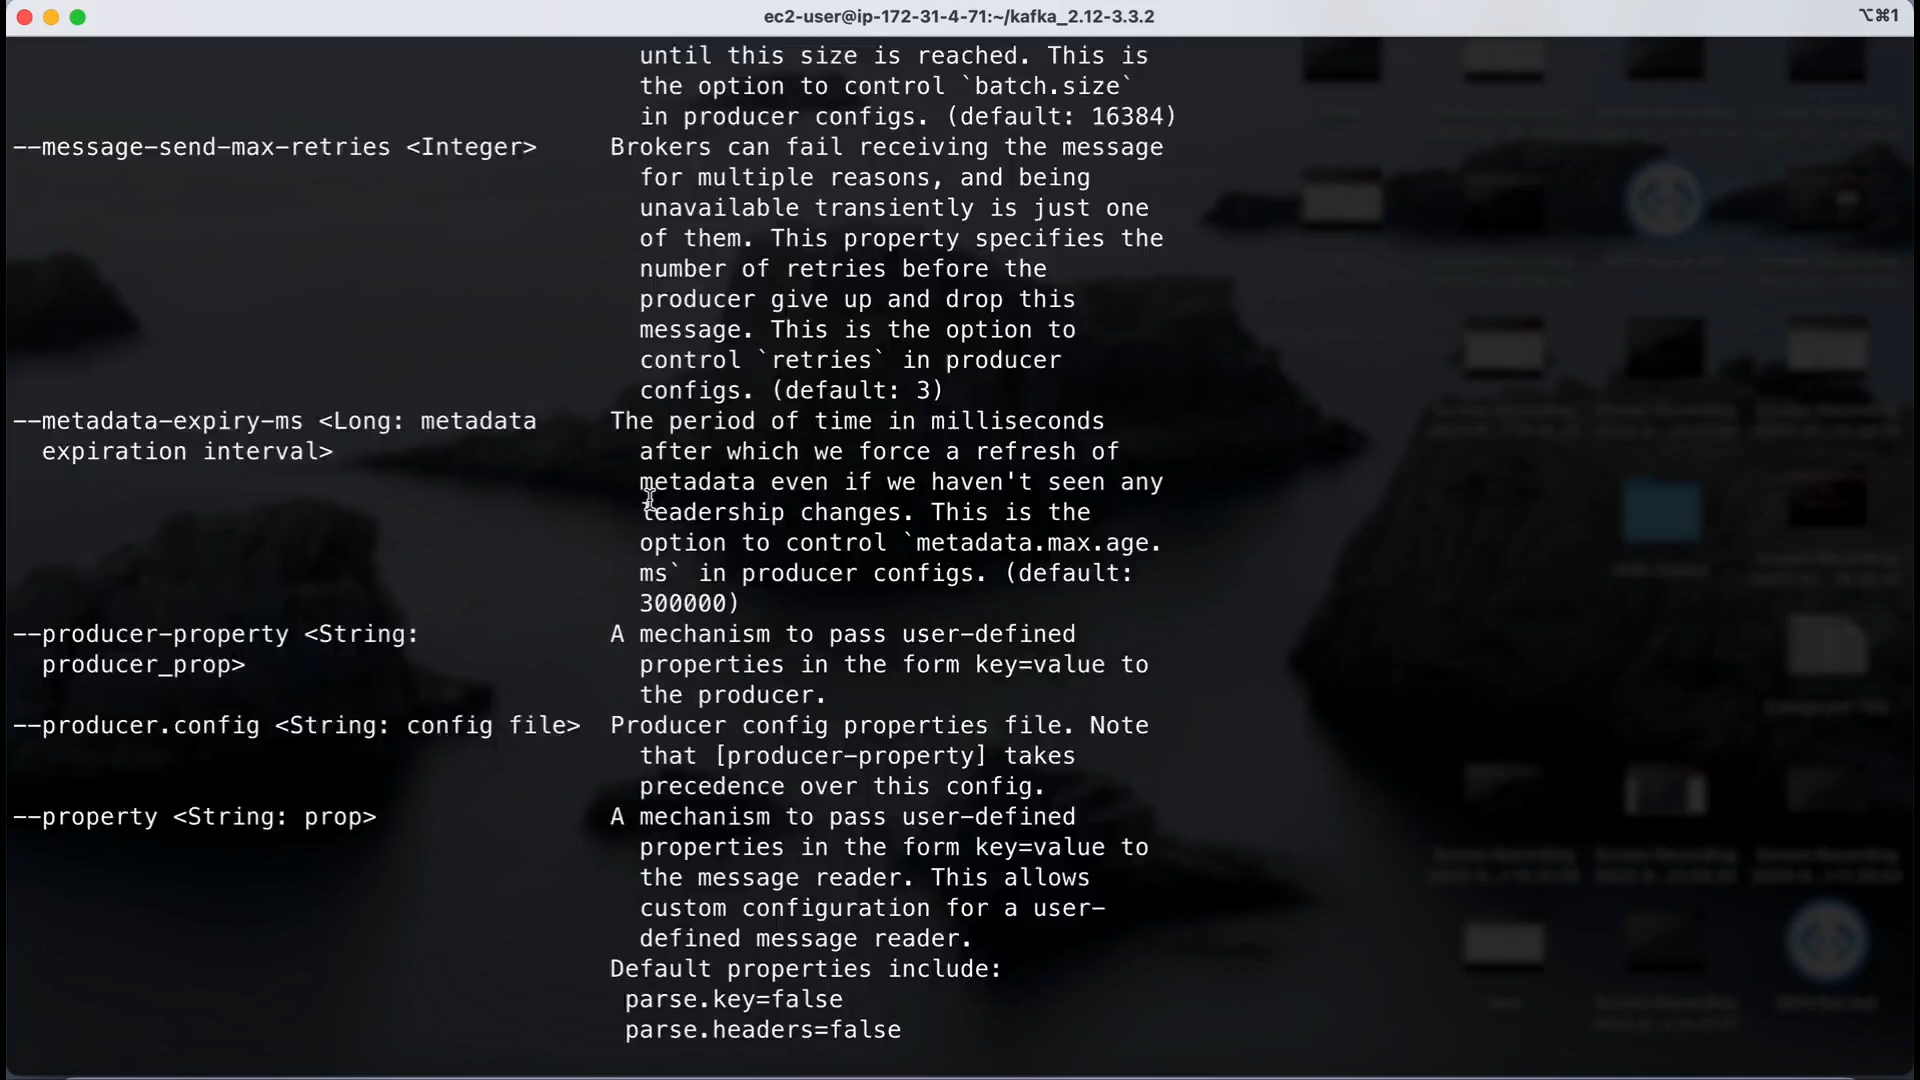 ec2-user@ip-172-31-4-71:~/kafka_2.12-3.3.2
⌥⌘1
until this size is reached. This is
the option to control `batch.size`
in producer configs. (default: 16384)
--message-send-max-retries <Integer> Brokers can fail receiving the message
for multiple reasons, and being
unavailable transiently is just one
of them. This property specifies the
number of retries before the
producer give up and drop this
message. This is the option to
control `retries` in producer
configs. (default: 3)
--metadata-expiry-ms <Long: metadata The period of time in milliseconds
expiration interval> after which we force a refresh of
metadata even if we haven't seen any
leadership changes. This is the
option to control `metadata.max.age.
ms` in producer configs. (default:
300000)
--producer-property <String: A mechanism to pass user-defined
producer_prop> properties in the form key=value to
the producer.
--producer.config <String: config file> Producer config properties file. Note
that [producer-property] takes
precedence over this config.
--property <String: prop> A mechanism to pass user-defined
properties in the form key=value to
the message reader. This allows
custom configuration for a user-
defined message reader.
Default properties include:
parse.key=false
parse.headers=false